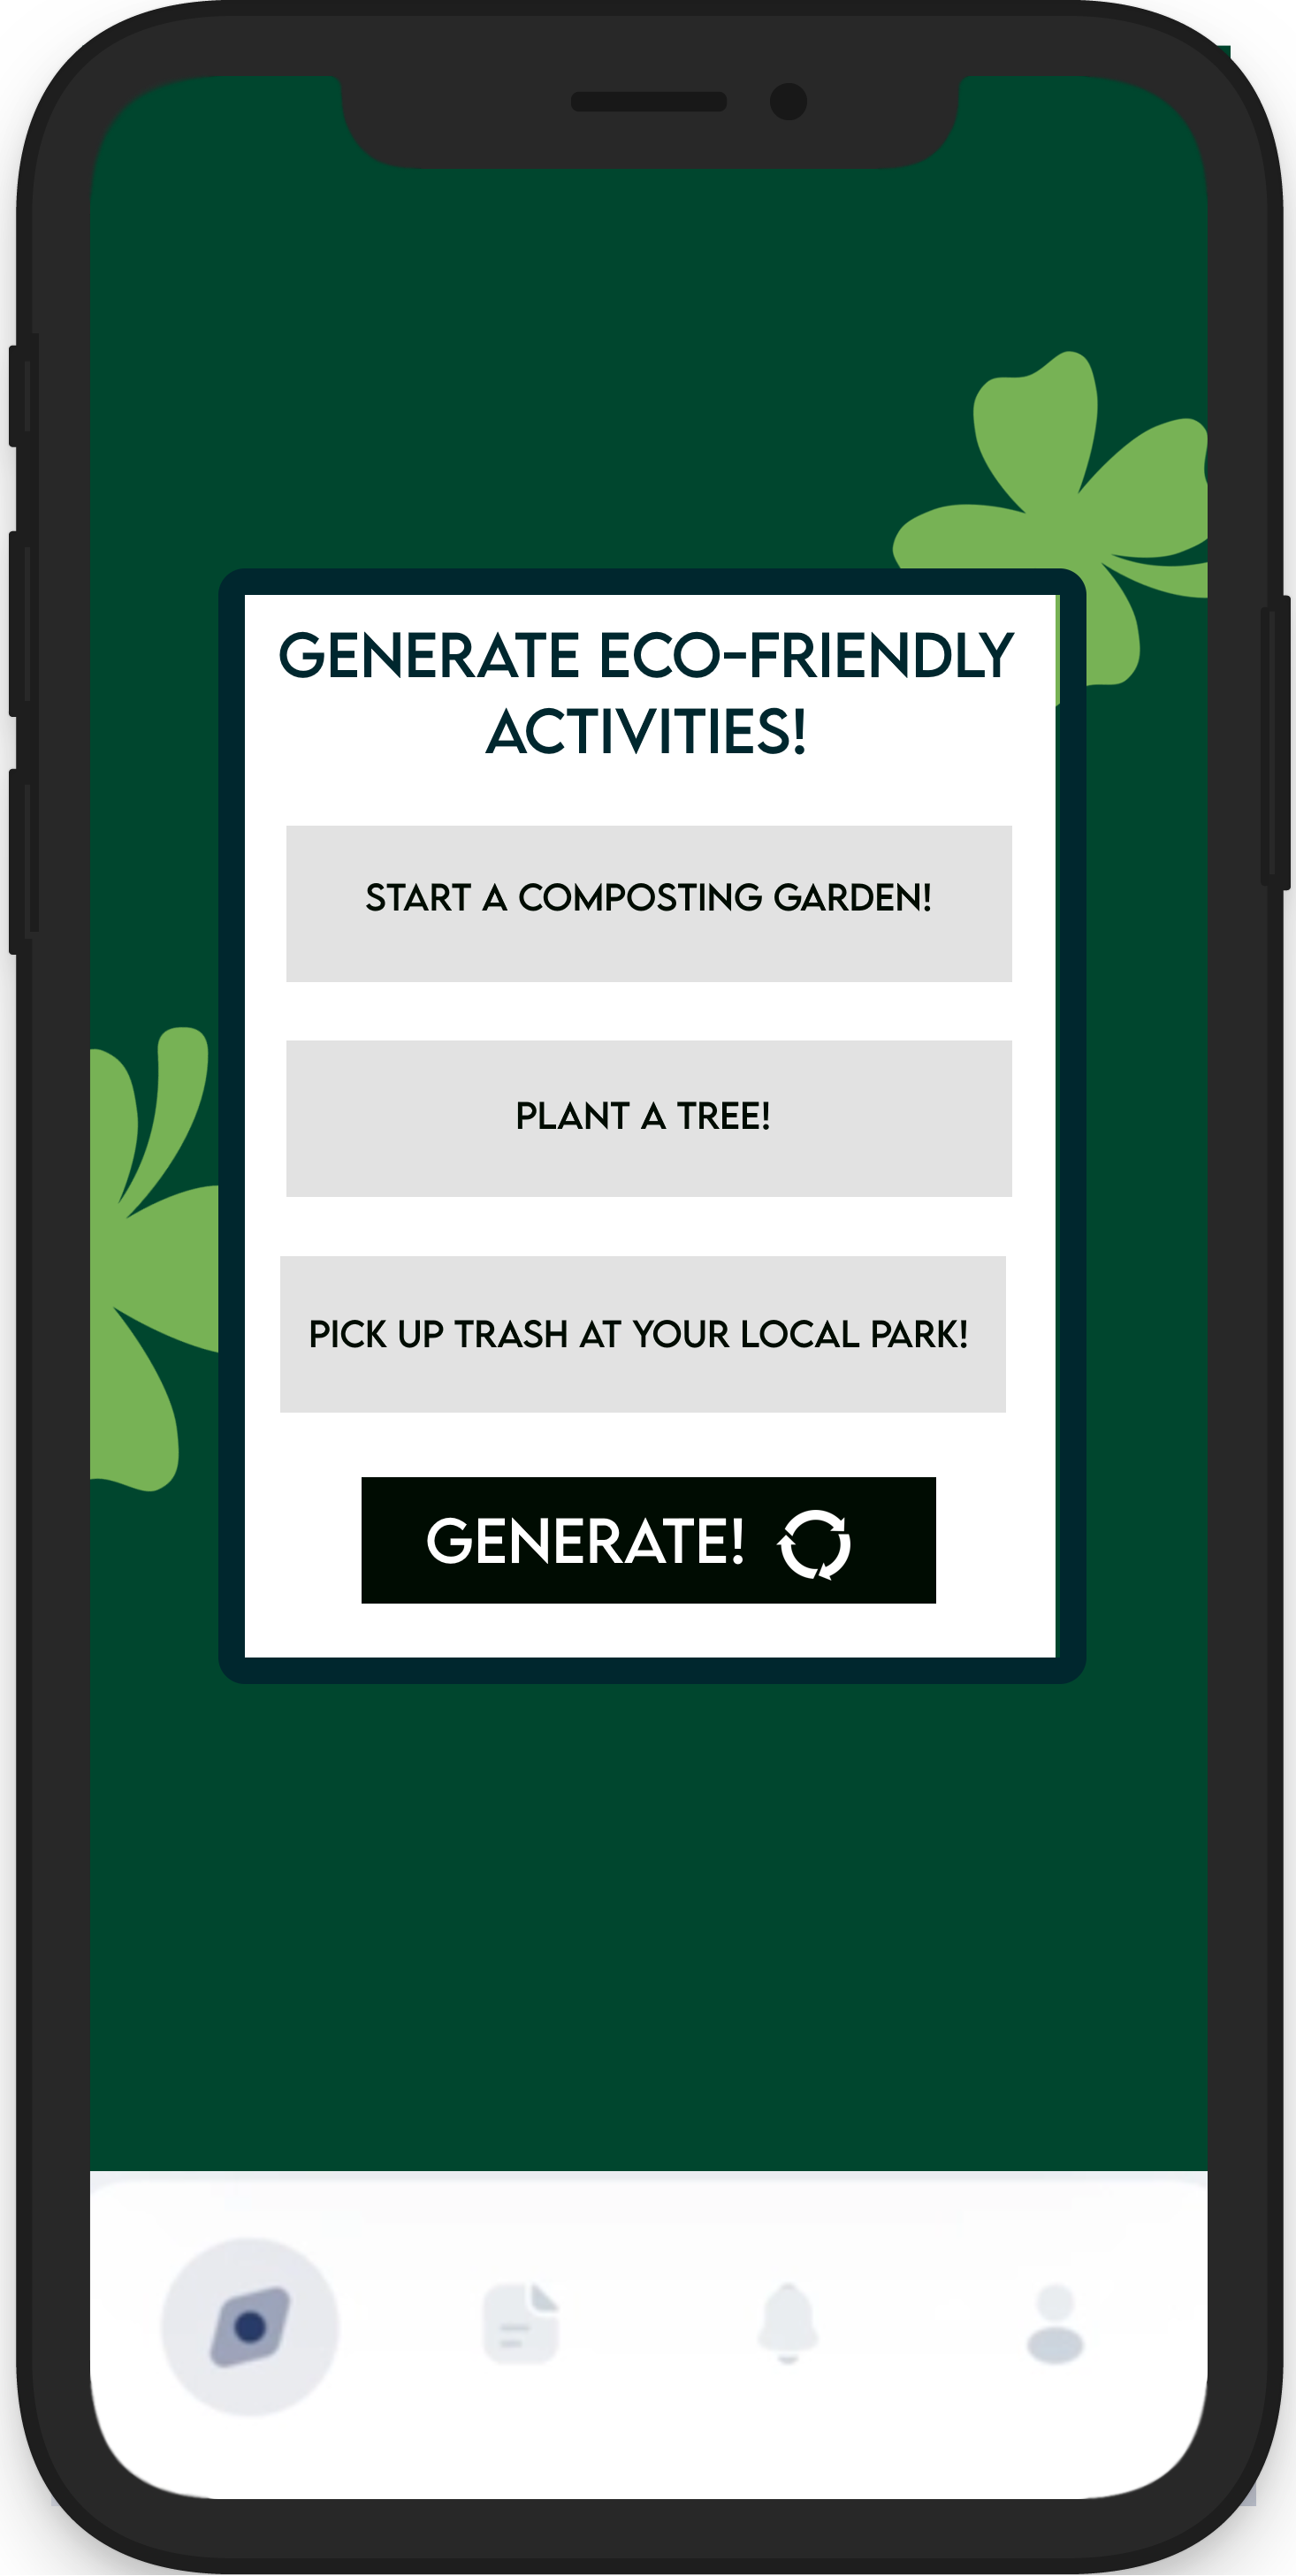 GENERATE ECO-FRIENDLY
ACTIVITIES!
START A COMPOSTING GARDEN!
PLANT A TREE!
PICK UP TRASH AT YOUR LOCAL PARK!
GENERATE!